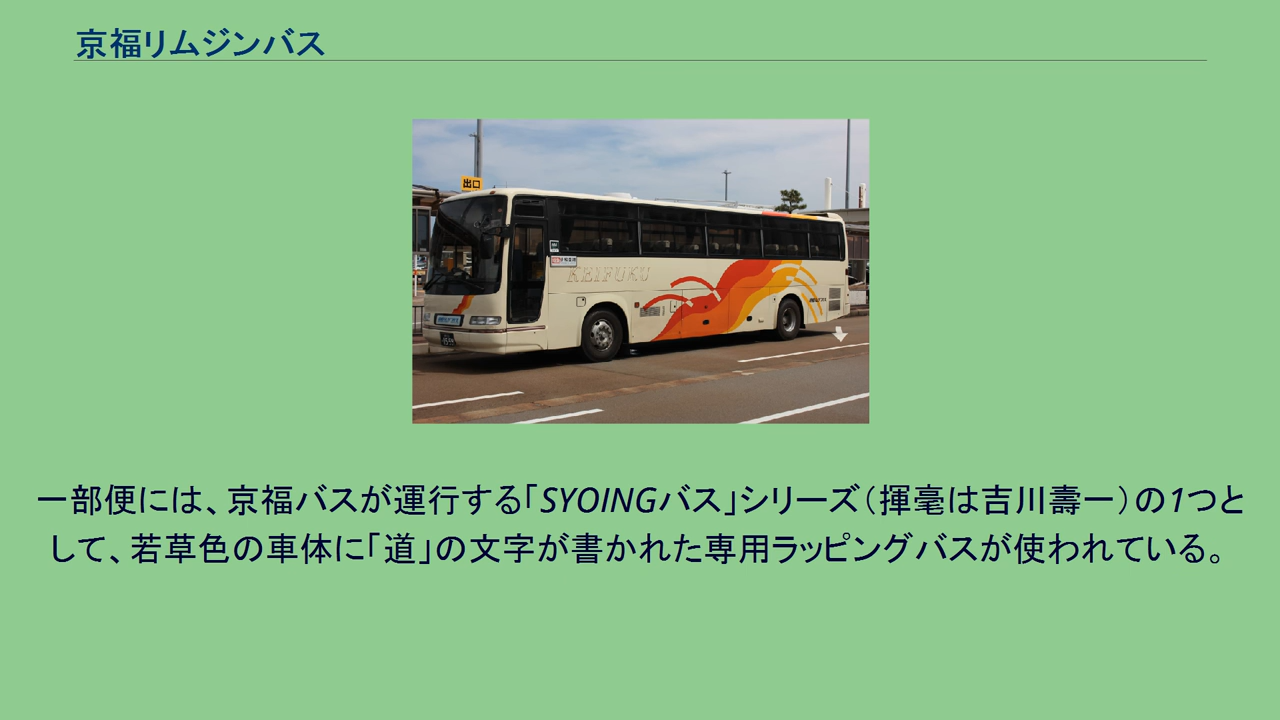 京福リムジンバス
出口
KEIFUKU
一部便には、京福バスが運行する「SYOINGバス」シリーズ（揮毫は吉川壽一）の1つと
して、若草色の車体に「道」の文字が書かれた専用ラッピングバスが使われている。